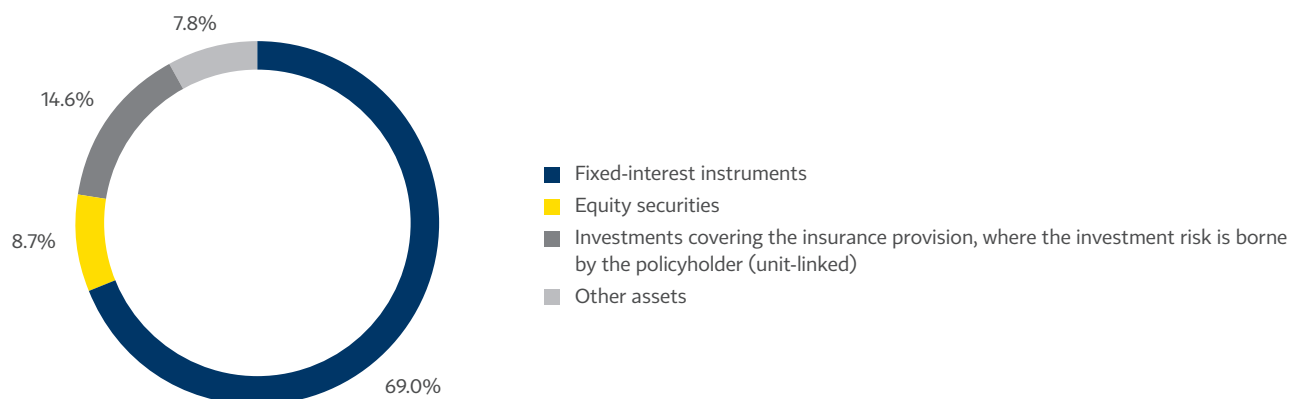 7.8%
14.6%
8.7%
69.0%
Fixed-interest instruments
Equity securities
Investments covering the insurance provision, where the investment risk is borne
by the policyholder (unit-linked)
Other assets